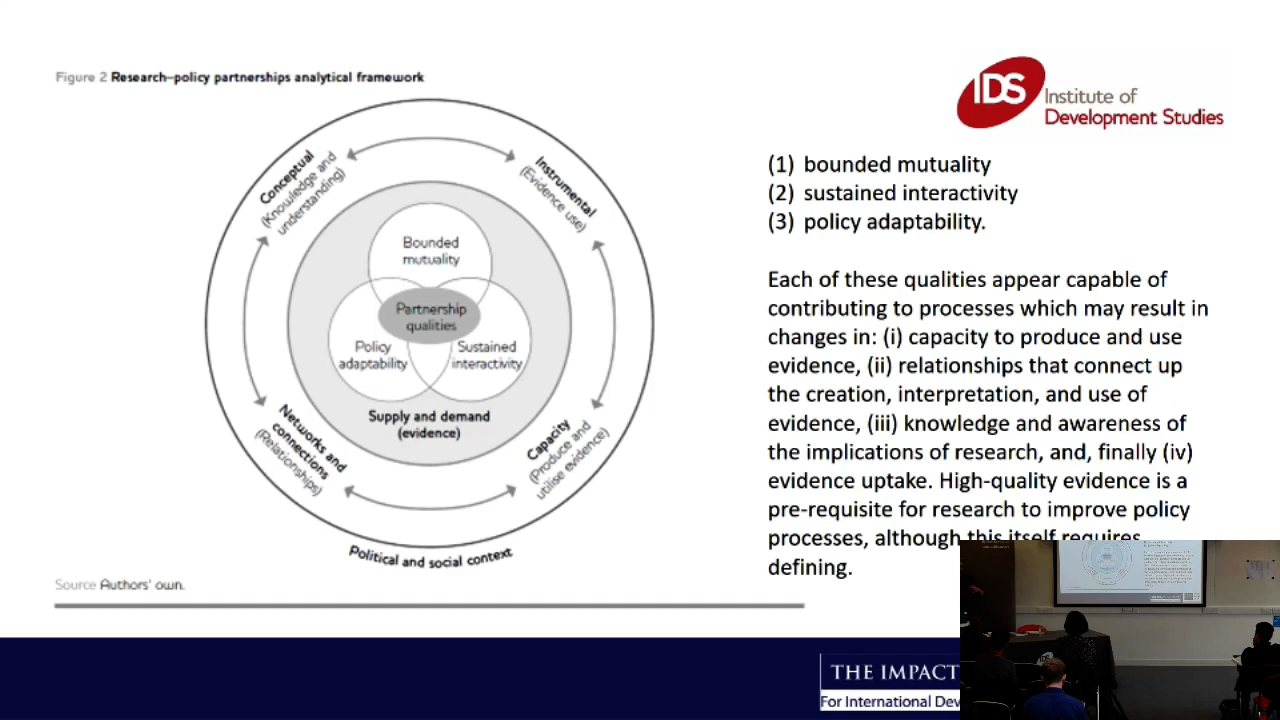 Figure 2 Research–policy partnerships analytical framework
IDS
Institute of
Development Studies
Conceptual
(Knowledge and
understanding)
Instrumental
(Evidence use)
Bounded
mutuality
Partnership
qualities
Policy
adaptability
Sustained
interactivity
Supply and demand
(evidence)
Networks and
connections
(Relationships)
Capacity
(Produce and
utilise evidence)
Political and social context
Source Authors' own.
(1) bounded mutuality
(2) sustained interactivity
(3) policy adaptability.
Each of these qualities appear capable of
contributing to processes which may result in
changes in: (i) capacity to produce and use
evidence, (ii) relationships that connect up
the creation, interpretation, and use of
evidence, (iii) knowledge and awareness of
the implications of research, and, finally (iv)
evidence uptake. High-quality evidence is a
pre-requisite for research to improve policy
processes, although this itself requires
defining.
THE IMPACT
For International Dev
IDS